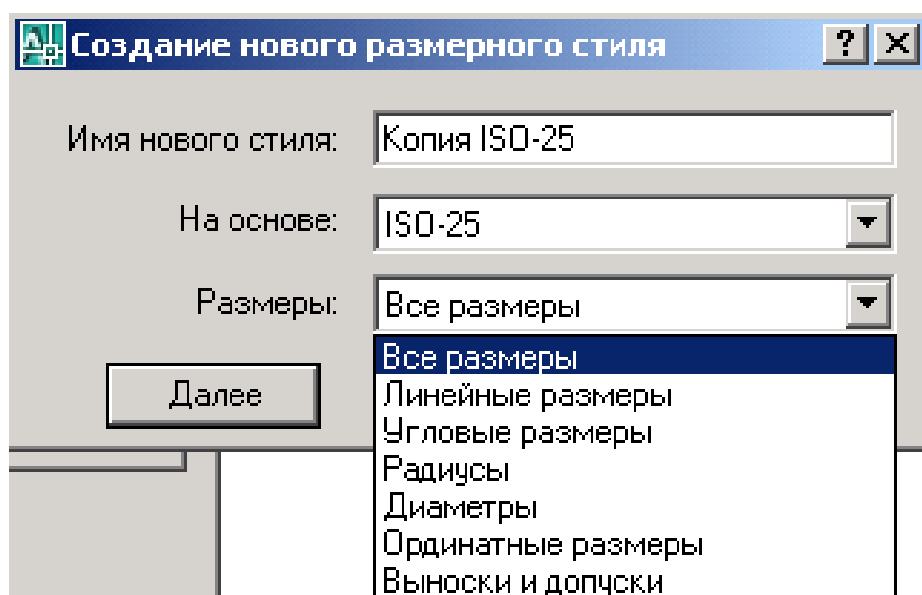 Создание нового размерного стиля
Имя нового стиля: Копия ISO-25
На основе: ISO-25
Размеры: Все размеры
Все размеры
Далее
Линейные размеры
Угловые размеры
Радиусы
Диаметры
Ординатные размеры
Выноски и допуски